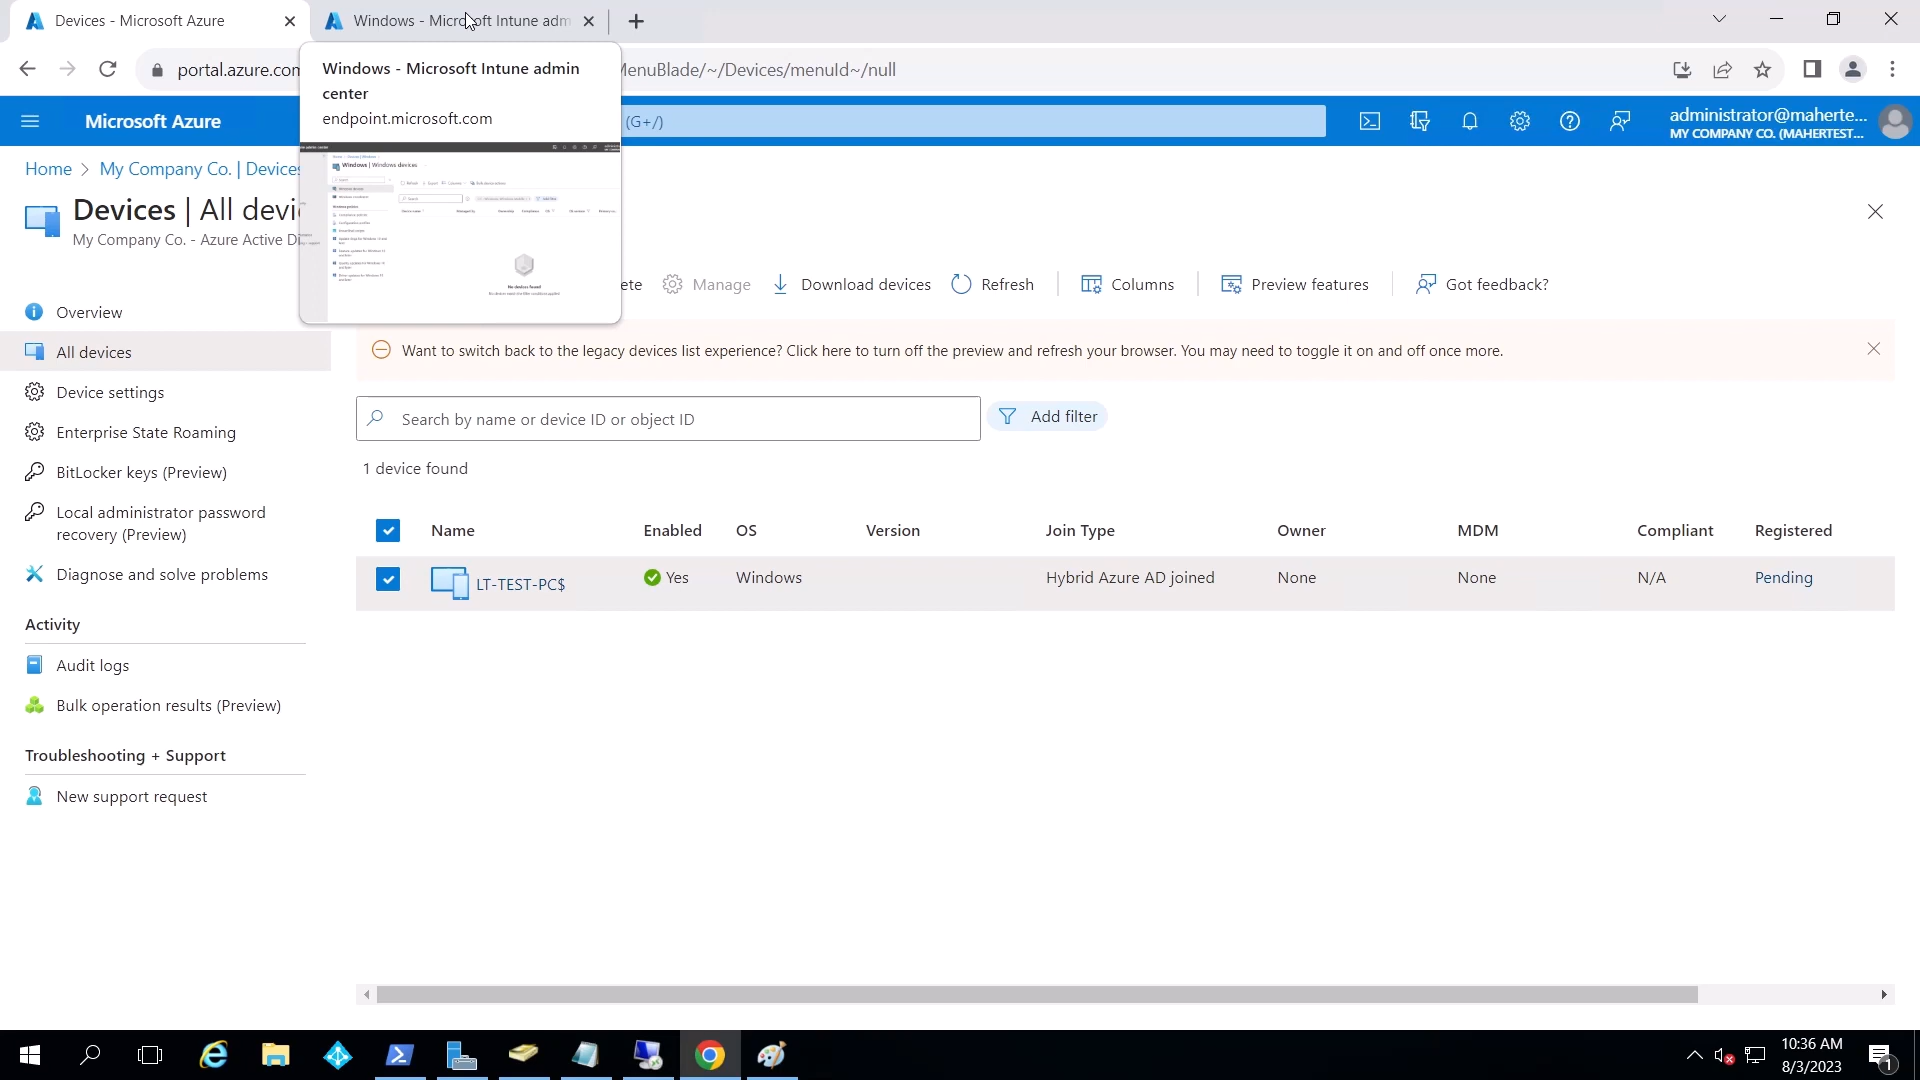 Devices - Microsoft Azure
Windows - Microsoft Intune adm
portal.azure.com
MenuBlade/~/Devices/menuId~/null
Windows - Microsoft Intune admin
center
endpoint.microsoft.com
Microsoft Azure
(G+/)
administrator@maherte...
MY COMPANY CO. (MAHERTEST....
Home > My Company Co. | Devices
Devices | All devi
My Company Co. - Azure Active Di
Windows | Windows devices
No devices found
ete
Manage
Download devices
Refresh
Columns
Preview features
Got feedback?
Overview
All devices
Device settings
Enterprise State Roaming
BitLocker keys (Preview)
Local administrator password
recovery (Preview)
Diagnose and solve problems
Activity
Audit logs
Bulk operation results (Preview)
Troubleshooting + Support
New support request
Want to switch back to the legacy devices list experience? Click here to turn off the preview and refresh your browser. You may need to toggle it on and off once more.
Search by name or device ID or object ID
Add filter
1 device found
Name Enabled OS Version Join Type Owner MDM Compliant Registered
LT-TEST-PC$ Yes Windows Hybrid Azure AD joined None None N/A Pending
10:36 AM
8/3/2023
1